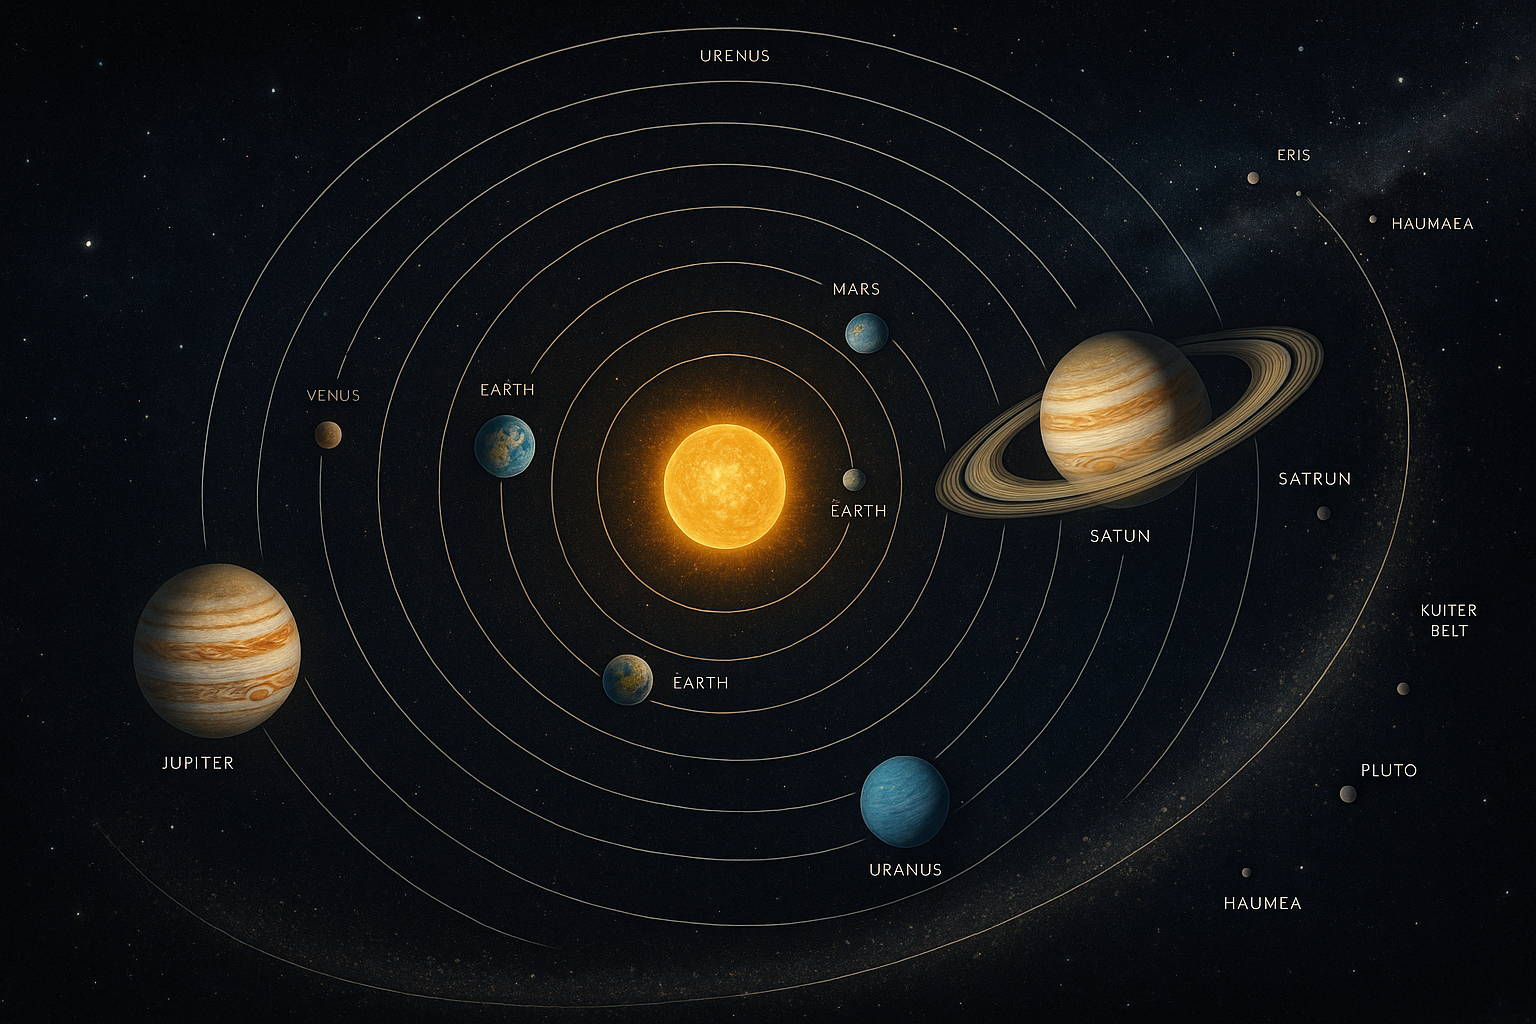 URENUS
ERIS
HAUMAEA
MARS
EARTH
VENUS
SATRUN
EARTH
SATUN
KUITER
BELT
EARTH
JUPITER
PLUTO
URANUS
HAUMEA